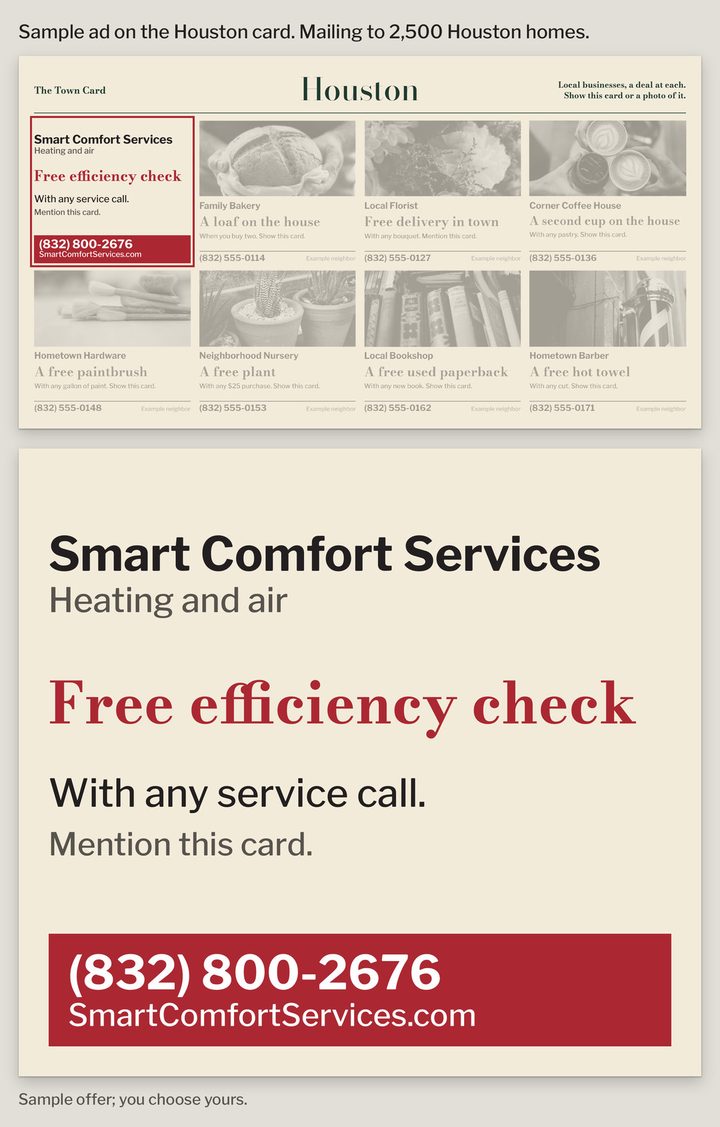 Sample ad on the Houston card. Mailing to 2,500 Houston homes.
The Town Card
Houston
Local businesses, a deal at each.
Show this card or a photo of it.
Smart Comfort Services
Heating and air
Free efficiency check
With any service call.
Mention this card.
(832) 800-2676
SmartComfortServices.com
Family Bakery
A loaf on the house
When you buy two. Show this card.
(832) 555-0114
Example neighbor
Local Florist
Free delivery in town
With any bouquet. Mention this card.
(832) 555-0127
Example neighbor
Corner Coffee House
A second cup on the house
With any pastry. Show this card.
(832) 555-0136
Example neighbor
Hometown Hardware
A free paintbrush
With any gallon of paint. Show this card.
(832) 555-0148
Example neighbor
Neighborhood Nursery
A free plant
With any $25 purchase. Show this card.
(832) 555-0153
Example neighbor
Local Bookshop
A free used paperback
With any new book. Show this card.
(832) 555-0162
Example neighbor
Hometown Barber
A free hot towel
With any cut. Show this card.
(832) 555-0171
Example neighbor
Smart Comfort Services
Heating and air
Free efficiency check
With any service call.
Mention this card.
(832) 800-2676
SmartComfortServices.com
Sample offer; you choose yours.